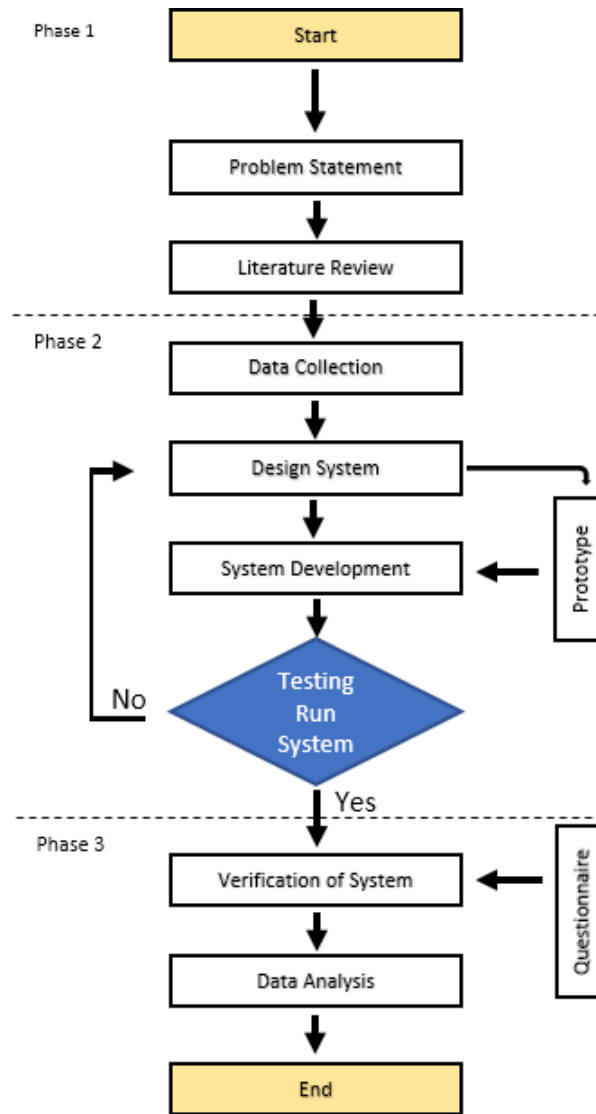 Phase 1
Start
Problem Statement
Literature Review
Phase 2
Data Collection
Design System
System Development
Prototype
Testing
Run
System
No
Yes
Phase 3
Verification of System
Questionnaire
Data Analysis
End